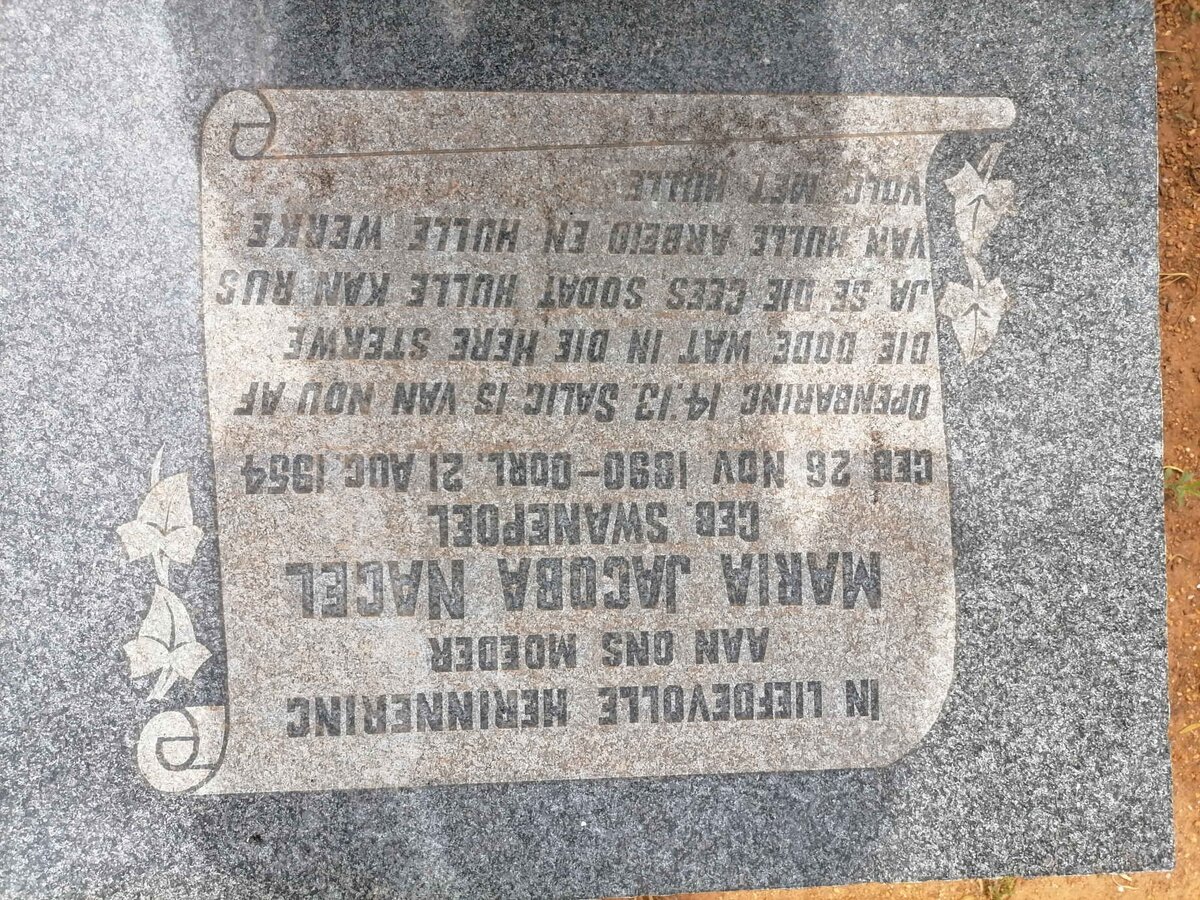 IN LIEFDEVOLLE HERINNERING
AAN ONS MOEDER
MARIA JACOBA NAGEL
GEB. SWANEPOEL
GEB. 26 NOV 1890-OORL. 21 AUG. 1954
OPENBARING 14.13. SALIG IS VAN NOU AF
DIE DODE WAT IN DIE HERE STERWE
JA SE DIE GEES SODAT HULLE KAN RUS
VAN HULLE ARBEID EN HULLE WERKE
VOLG MET HULLE